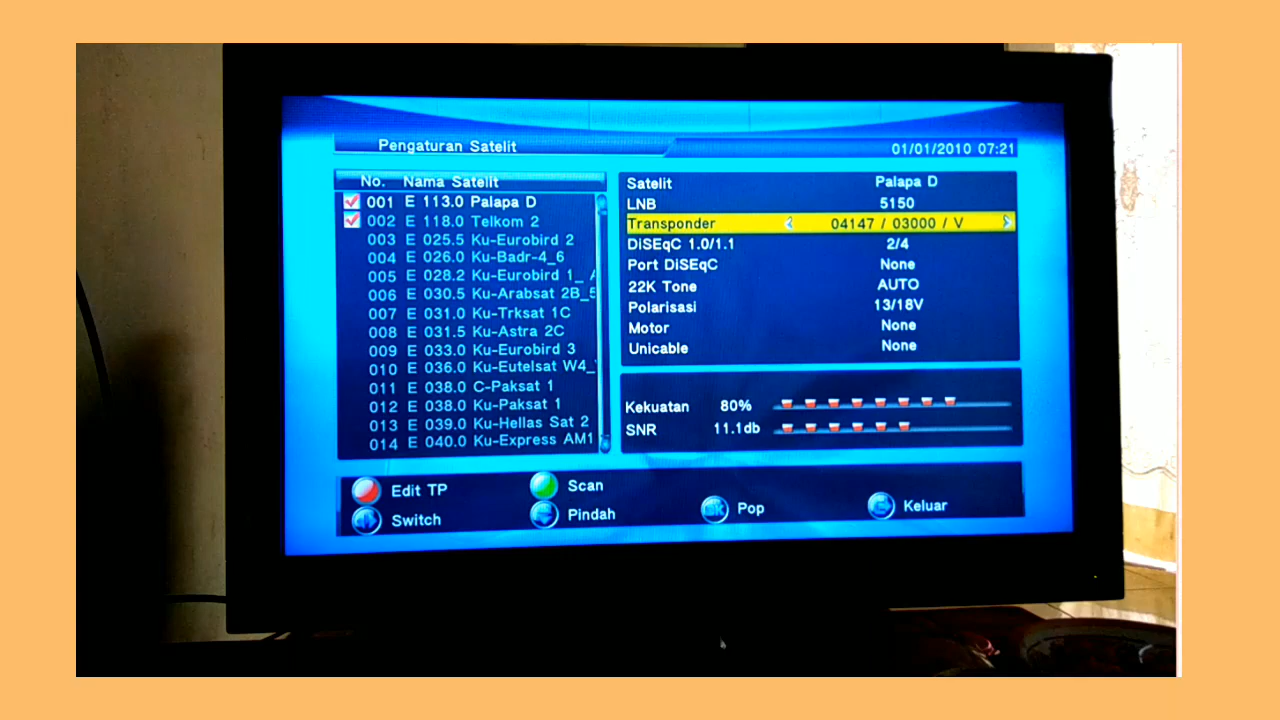 Pengaturan Satelit
01/01/2010 07:21
No. Nama Satelit
001 E 113.0 Palapa D
002 E 118.0 Telkom 2
003 E 025.5 Ku-Eurobird 2
004 E 026.0 Ku-Badr-4_6
005 E 028.2 Ku-Eurobird 1_ A
006 E 030.5 Ku-Arabsat 2B_5
007 E 031.0 Ku-Trksat 1C
008 E 031.5 Ku-Astra 2C
009 E 033.0 Ku-Eurobird 3
010 E 036.0 Ku-Eutelsat W4_
011 E 038.0 C-Paksat 1
012 E 038.0 Ku-Paksat 1
013 E 039.0 Ku-Hellas Sat 2
014 E 040.0 Ku-Express AM1
Satelit Palapa D
LNB 5150
Transponder 04147 / 03000 / V
DiSEqC 1.0/1.1 2/4
Port DiSEqC None
22K Tone AUTO
Polarisasi 13/18V
Motor None
Unicable None
Kekuatan 80%
SNR 11.1db
Edit TP Scan
Switch Pindah OK Pop Keluar